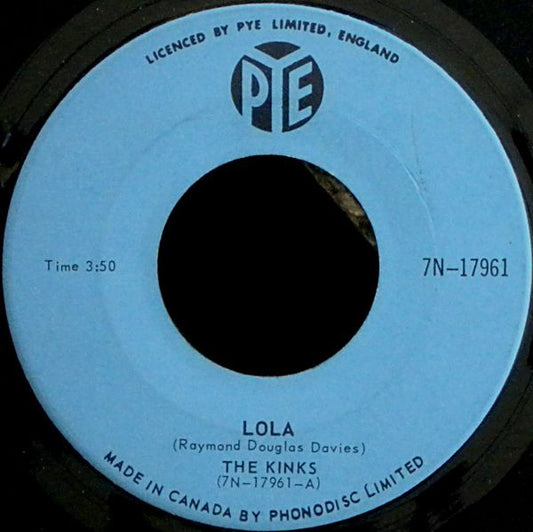 LICENCED BY PYE LIMITED, ENGLAND
PYE
Time 3:50
7N-17961
LOLA
(Raymond Douglas Davies)
THE KINKS
(7N-17961-A)
MADE IN CANADA BY PHONODISC LIMITED